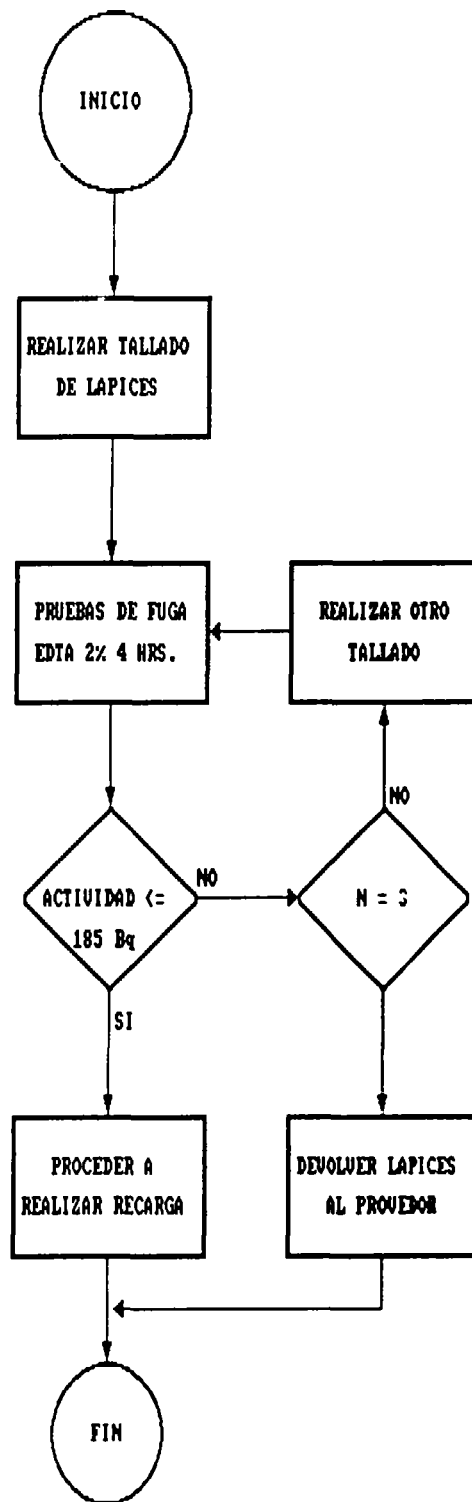 INICIO
REALIZAR TALLADO
DE LAPICES
PRUEBAS DE FUGA
EDTA 2% 4 HRS.
REALIZAR OTRO
TALLADO
NO
ACTIVIDAD <=
185 Bq
NO
N =
SI
PROCEDER A
REALIZAR RECARGA
DEVOLVER LAPICES
AL PROVEDOR
FIN